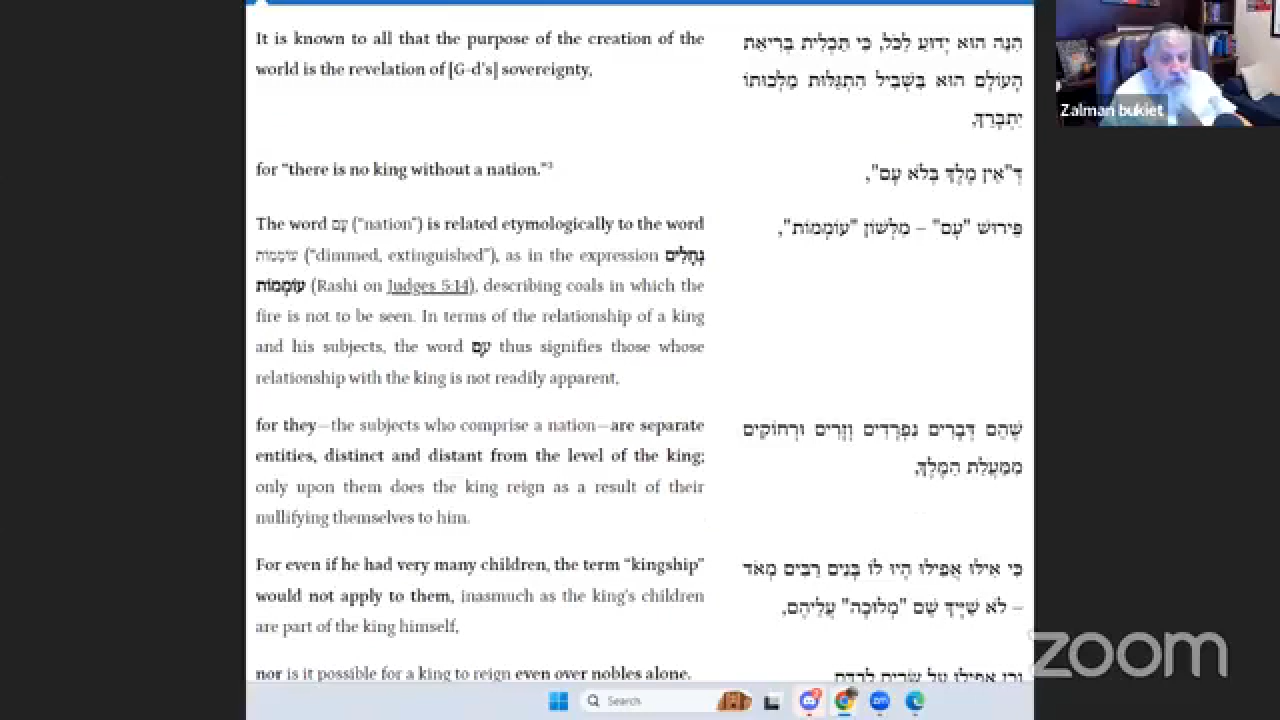 It is known to all that the purpose of the creation of the
world is the revelation of [G-d's] sovereignty,
הִנֵּה הוּא יָדוּעַ לַכֹּל, כִּי תַכְלִית בְּרִיאַת
הָעוֹלָם הוּא בִּשְׁבִיל הִתְגַּלּוּת מַלְכוּתוֹ
יִתְבָּרֵךְ,
for “there is no king without a nation.”³
דְּ"אֵין מֶלֶךְ בְּלֹא עָם",
The word עָם (“nation”) is related etymologically to the word
עוֹמְמוֹת (“dimmed, extinguished”), as in the expression גְּחָלִים
עוֹמְמוֹת (Rashi on Judges 5:14), describing coals in which the
fire is not to be seen. In terms of the relationship of a king
and his subjects, the word עָם thus signifies those whose
relationship with the king is not readily apparent,
פֵּירוּשׁ "עָם" – מִלְּשׁוֹן "עוֹמְמוֹת",
for they—the subjects who comprise a nation—are separate
entities, distinct and distant from the level of the king;
only upon them does the king reign as a result of their
nullifying themselves to him.
שֶׁהֵם דְּבָרִים נִפְרָדִים וְזָרִים וּרְחוֹקִים
מִמַּעֲלַת הַמֶּלֶךְ,
For even if he had very many children, the term “kingship”
would not apply to them, inasmuch as the king's children
are part of the king himself,
כִּי אִילּוּ אֲפִילּוּ הָיוּ לוֹ בָּנִים רַבִּים מְאֹד
– לֹא שַׁיָּיךְ שֵׁם "מְלוּכָה" עֲלֵיהֶם,
nor is it possible for a king to reign even over nobles alone.
וְכֵן אֲפִילּוּ עַל שָׂרִים לְבַדָּם
Zalman bukiet
zoom
Search